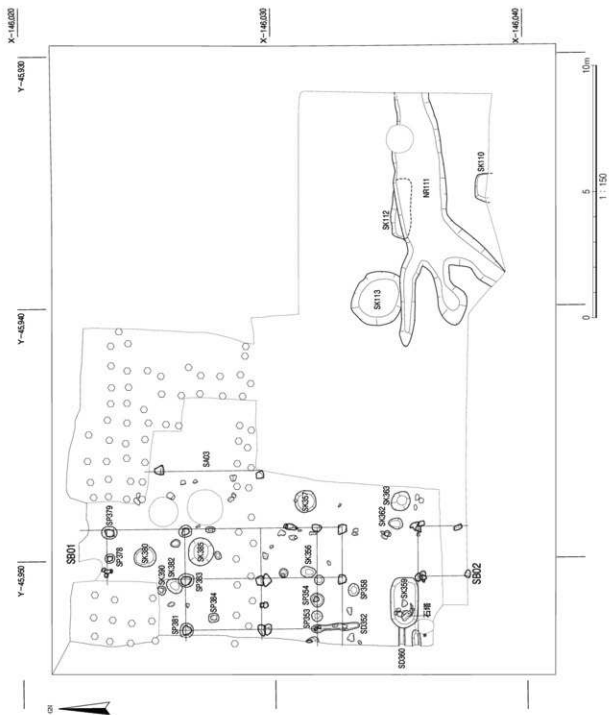 X-146,020
X-146,030
X-146,040
Y-45,930
Y-45,940
Y-45,950
10m
5
0
1 : 150
SK110
NR111
SK112
SK113
SA03
SB01
SP379
SP378
SK380
SK390
SK382
SP381
SP383
SK385
SP384
SK357
SK356
SP354
SP353
SP358
SD352
SK363
SK362
SK359
SD360
SB02